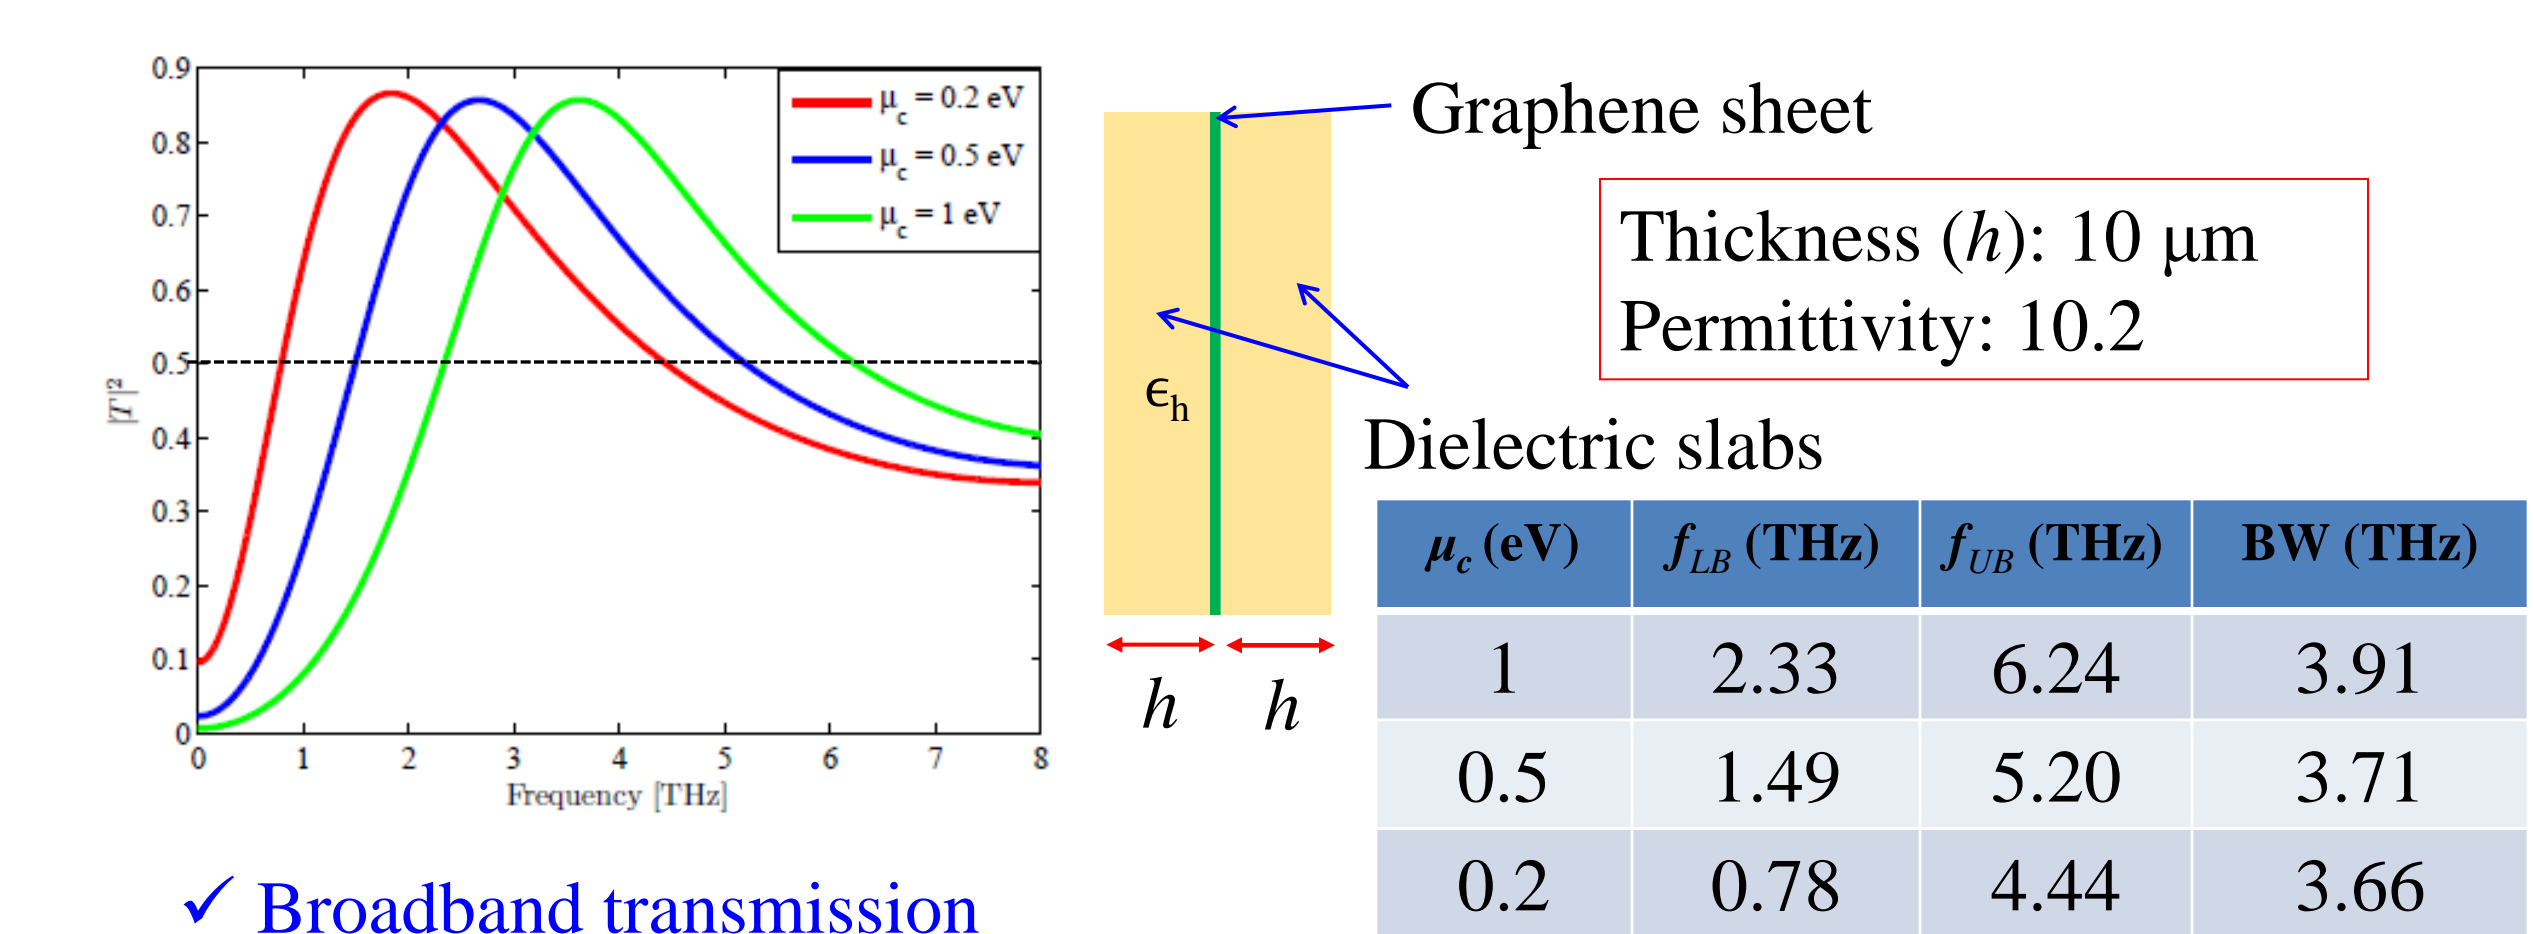 0.9
0.8
0.7
0.6
0.5
0.4
0.3
0.2
0.1
0
|T|²
0 1 2 3 4 5 6 7 8
Frequency [THz]
μc = 0.2 eV
μc = 0.5 eV
μc = 1 eV
✓ Broadband transmission
Graphene sheet
Thickness (h): 10 μm
Permittivity: 10.2
ϵh
Dielectric slabs
h h
μc (eV) fLB (THz) fUB (THz) BW (THz)
1 2.33 6.24 3.91
0.5 1.49 5.20 3.71
0.2 0.78 4.44 3.66